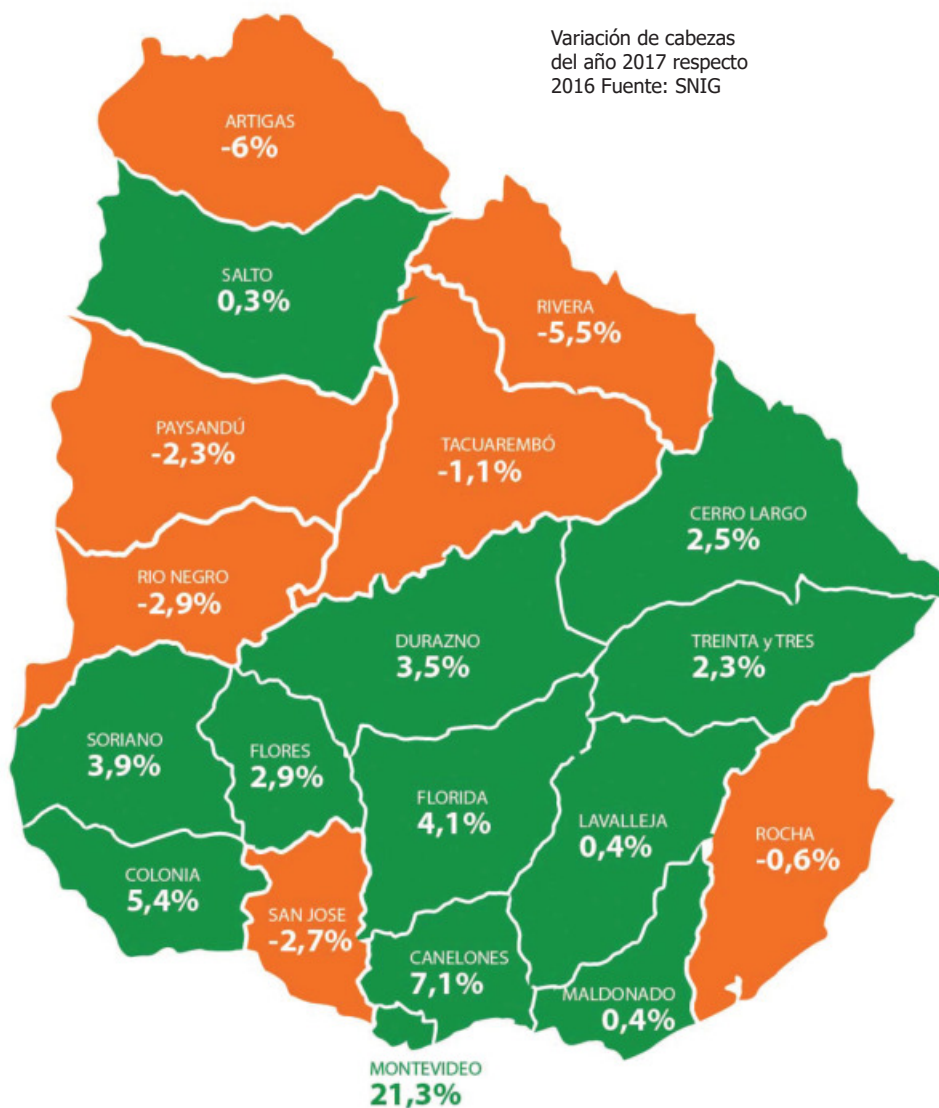 Variación de cabezas
del año 2017 respecto
2016 Fuente: SNIG
ARTIGAS
-6%
SALTO
0,3%
RIVERA
-5,5%
PAYSANDÚ
-2,3%
TACUAREMBÓ
-1,1%
CERRO LARGO
2,5%
RIO NEGRO
-2,9%
DURAZNO
3,5%
TREINTA y TRES
2,3%
SORIANO
3,9%
FLORES
2,9%
FLORIDA
4,1%
LAVALLEJA
0,4%
ROCHA
-0,6%
COLONIA
5,4%
SAN JOSE
-2,7%
CANELONES
7,1%
MALDONADO
0,4%
MONTEVIDEO
21,3%